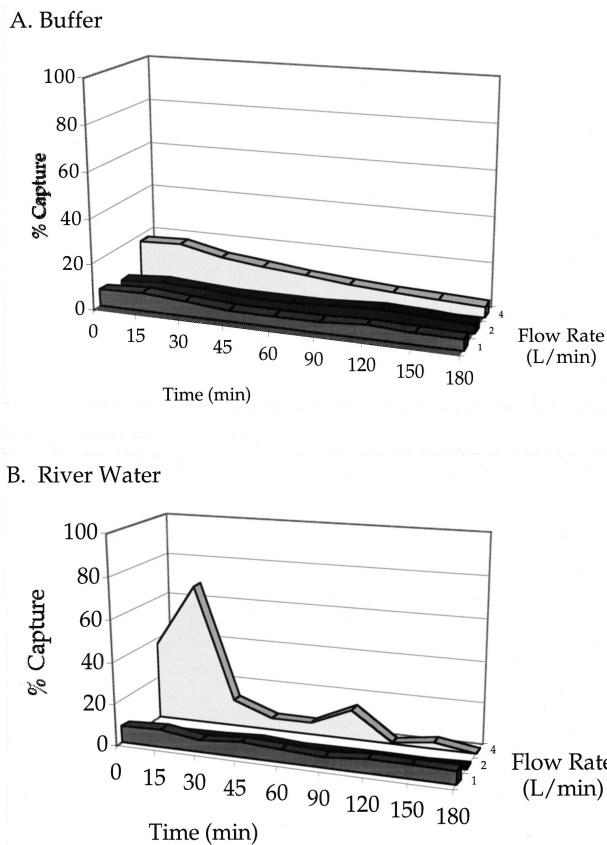 A. Buffer
100
80
60
40
20
0
% Capture
0 15 30 45 60 90 120 150 180
Time (min)
1 2 4
Flow Rate
(L/min)
B. River Water
100
80
60
40
20
0
% Capture
0 15 30 45 60 90 120 150 180
Time (min)
1 2 4
Flow Rate
(L/min)